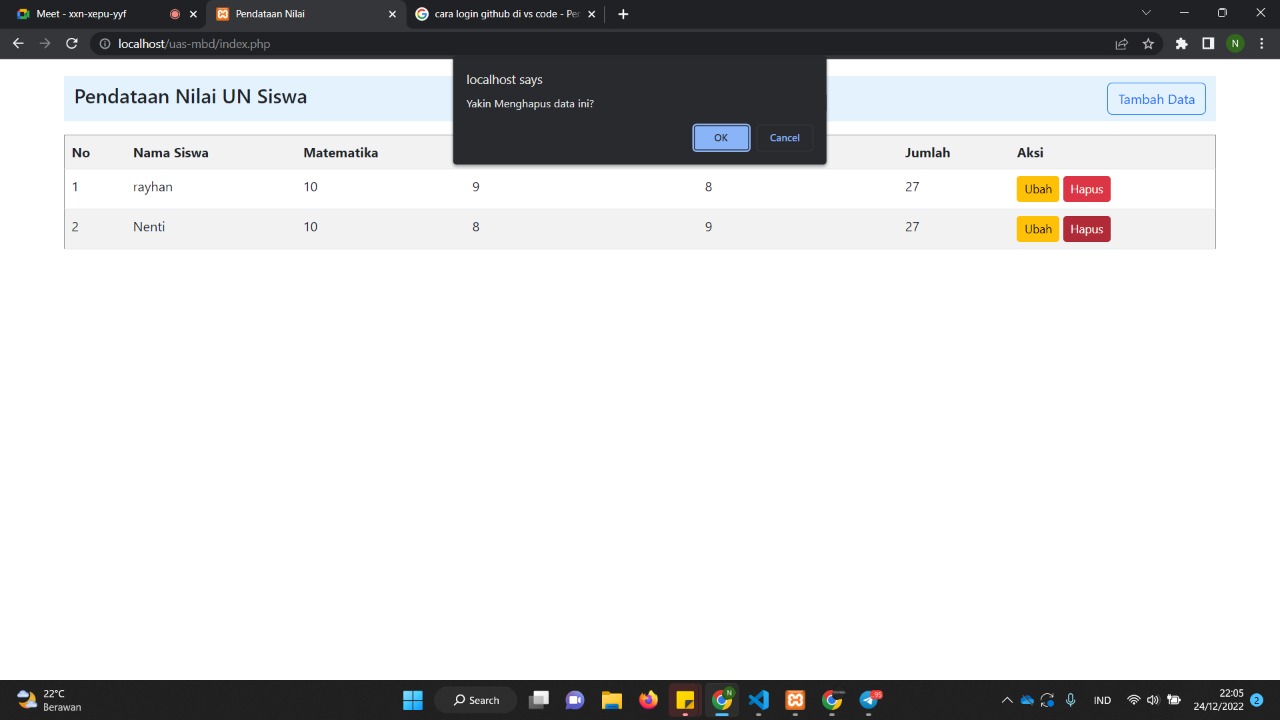 Meet - xxn-xepu-yyf
Pendataan Nilai
cara login github di vs code - Per
localhost/uas-mbd/index.php
N
localhost says
Yakin Menghapus data ini?
OK Cancel
Pendataan Nilai UN Siswa
Tambah Data
No Nama Siswa Matematika Jumlah Aksi
1 rayhan 10 9 8 27 Ubah Hapus
2 Nenti 10 8 9 27 Ubah Hapus
22°C
Berawan
Search
N
95
IND
22:05
24/12/2022
2